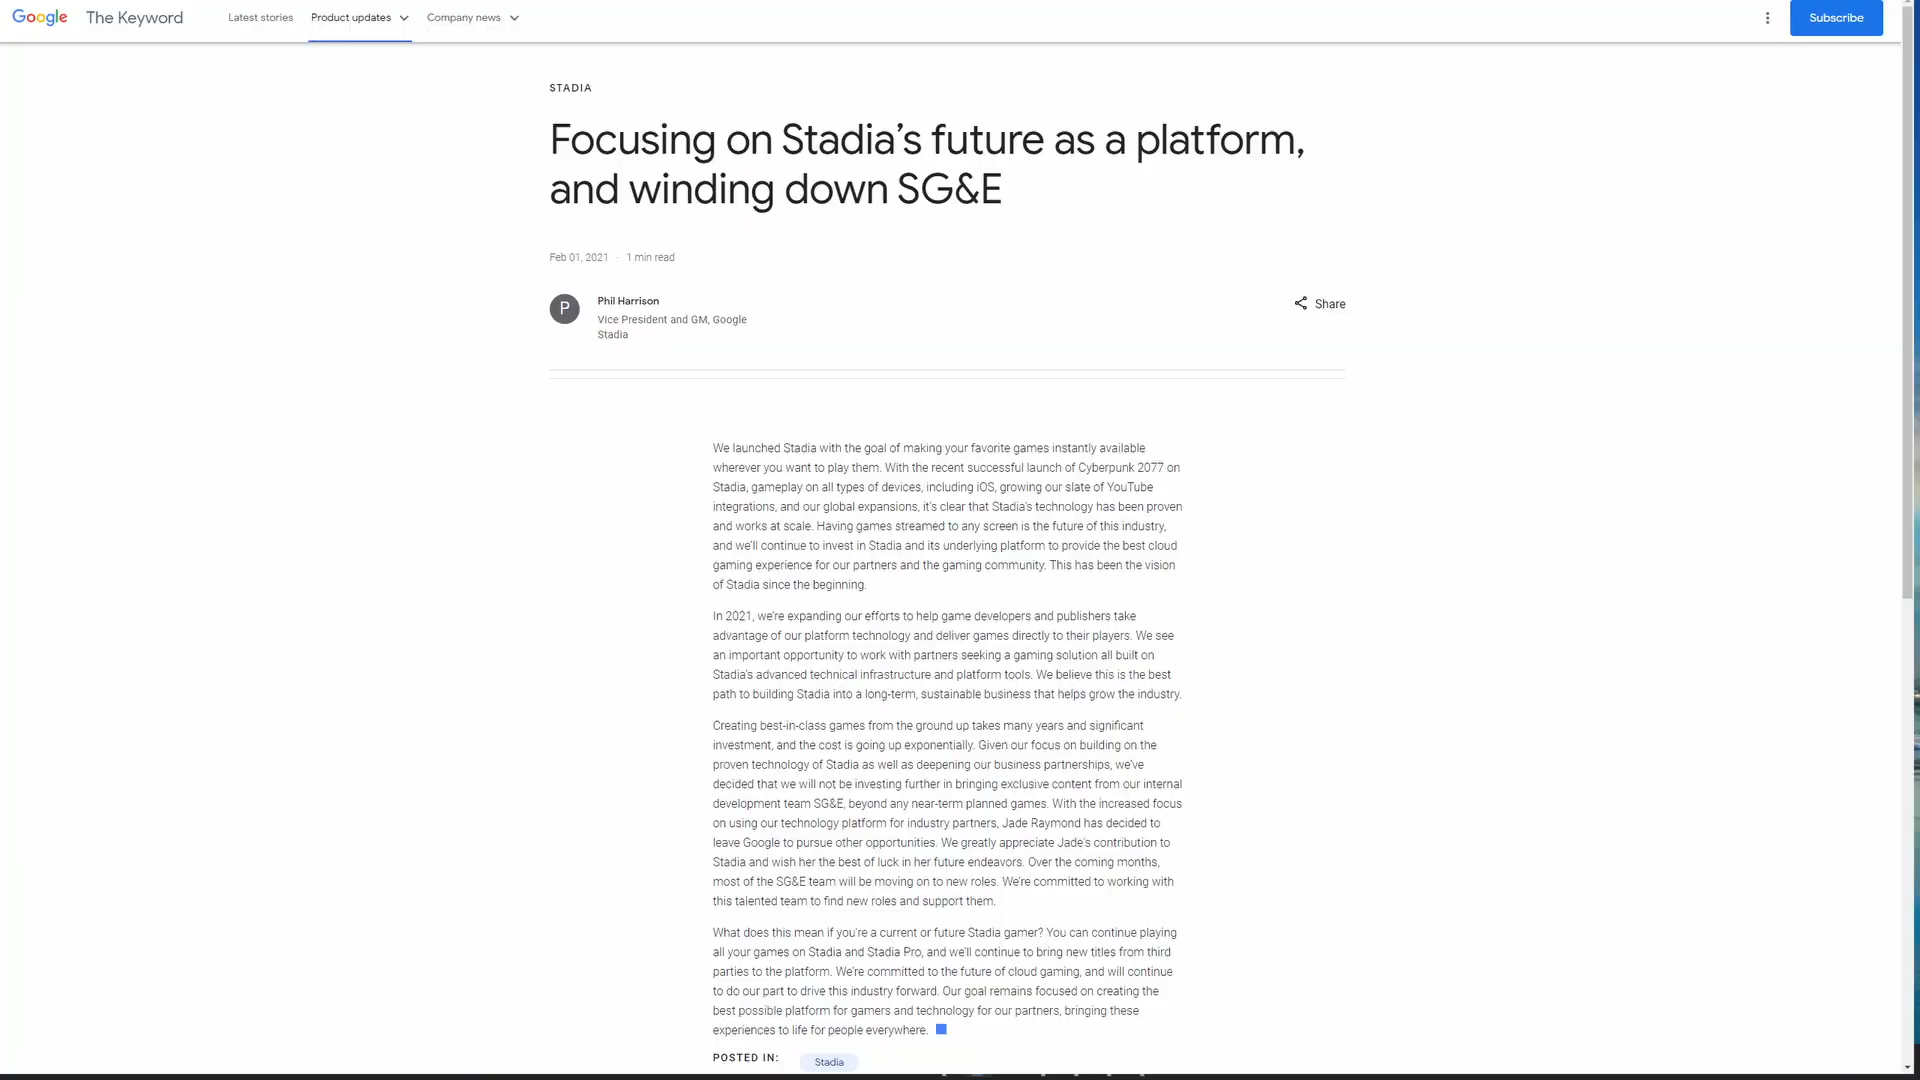 Google The Keyword Latest stories Product updates Company news Subscribe
STADIA
Focusing on Stadia’s future as a platform,
and winding down SG&E
Feb 01, 2021 · 1 min read
P
Phil Harrison
Vice President and GM, Google
Stadia
Share
We launched Stadia with the goal of making your favorite games instantly available
wherever you want to play them. With the recent successful launch of Cyberpunk 2077 on
Stadia, gameplay on all types of devices, including iOS, growing our slate of YouTube
integrations, and our global expansions, it’s clear that Stadia’s technology has been proven
and works at scale. Having games streamed to any screen is the future of this industry,
and we’ll continue to invest in Stadia and its underlying platform to provide the best cloud
gaming experience for our partners and the gaming community. This has been the vision
of Stadia since the beginning.
In 2021, we’re expanding our efforts to help game developers and publishers take
advantage of our platform technology and deliver games directly to their players. We see
an important opportunity to work with partners seeking a gaming solution all built on
Stadia’s advanced technical infrastructure and platform tools. We believe this is the best
path to building Stadia into a long-term, sustainable business that helps grow the industry.
Creating best-in-class games from the ground up takes many years and significant
investment, and the cost is going up exponentially. Given our focus on building on the
proven technology of Stadia as well as deepening our business partnerships, we’ve
decided that we will not be investing further in bringing exclusive content from our internal
development team SG&E, beyond any near-term planned games. With the increased focus
on using our technology platform for industry partners, Jade Raymond has decided to
leave Google to pursue other opportunities. We greatly appreciate Jade’s contribution to
Stadia and wish her the best of luck in her future endeavors. Over the coming months,
most of the SG&E team will be moving on to new roles. We’re committed to working with
this talented team to find new roles and support them.
What does this mean if you’re a current or future Stadia gamer? You can continue playing
all your games on Stadia and Stadia Pro, and we’ll continue to bring new titles from third
parties to the platform. We’re committed to the future of cloud gaming, and will continue
to do our part to drive this industry forward. Our goal remains focused on creating the
best possible platform for gamers and technology for our partners, bringing these
experiences to life for people everywhere.
POSTED IN: Stadia